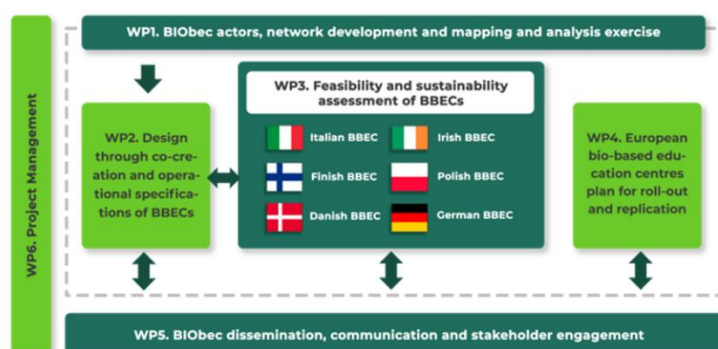 WP1. BIObec actors, network development and mapping and analysis exercise
WP6. Project Management
WP2. Design
through co-cre-
ation and opera-
tional specifica-
tions of BBECs
WP3. Feasibility and sustainability
assessment of BBECs
Italian BBEC
Irish BBEC
Finish BBEC
Polish BBEC
Danish BBEC
German BBEC
WP4. European
bio-based edu-
cation centres
plan for roll-out
and replication
WP5. BIObec dissemination, communication and stakeholder engagement